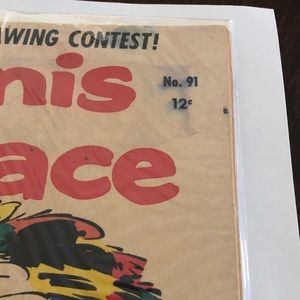 AWING CONTEST!
nis
No. 91
12¢
ace